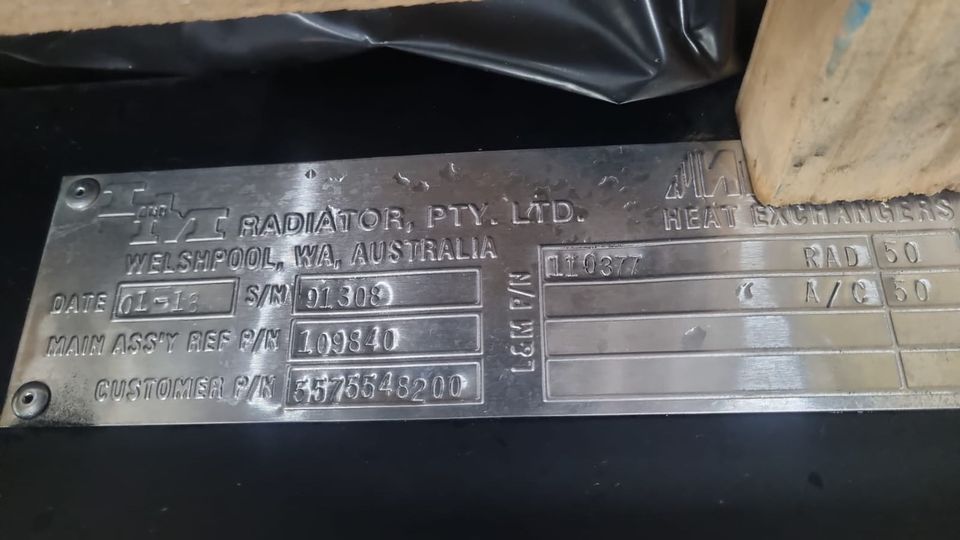 L&M RADIATOR, PTY. LTD.
WELSHPOOL, WA, AUSTRALIA
DATE 01-13 S/N 91308
MAIN ASS'Y REF P/N 109840
CUSTOMER P/N 5575548200
HEAT EXCHANGERS
L&M P/N
110377 RAD 50
" A/C 50